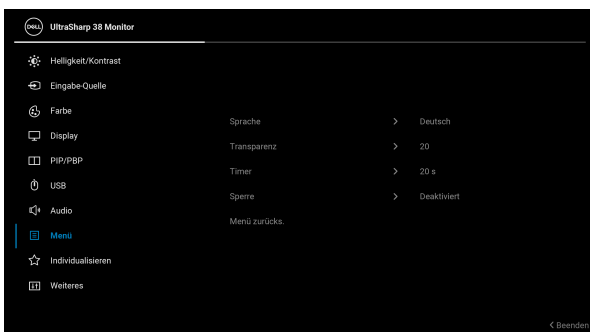 DELL UltraSharp 38 Monitor
Helligkeit/Kontrast
Eingabe-Quelle
Farbe
Display
PIP/PBP
USB
Audio
Menü
Individualisieren
Weiteres
Sprache > Deutsch
Transparenz > 20
Timer > 20 s
Sperre > Deaktiviert
Menü zurücks.
< Beenden